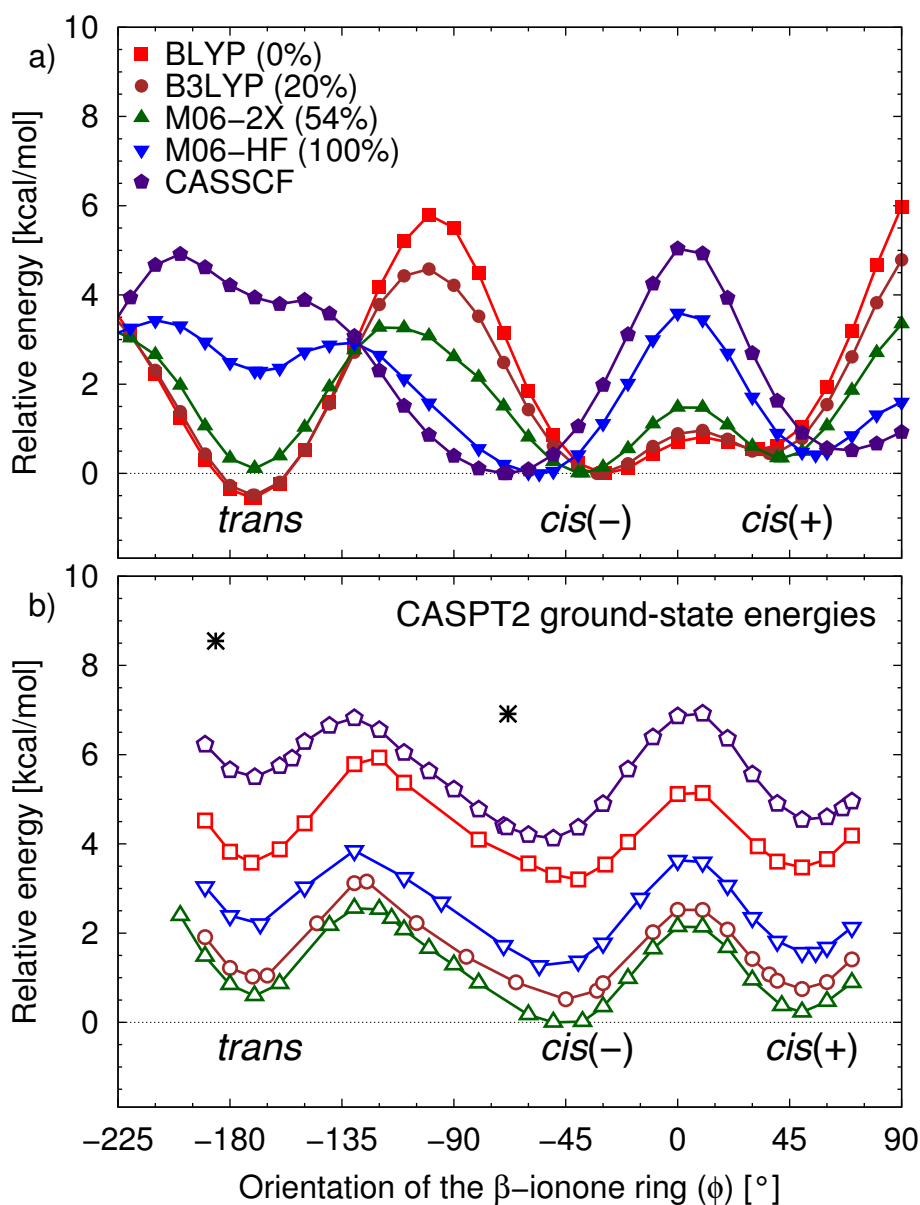 a)
10
8
6
4
2
0
Relative energy [kcal/mol]
BLYP (0%)
B3LYP (20%)
M06−2X (54%)
M06−HF (100%)
CASSCF
trans
cis(−)
cis(+)
b)
10
8
6
4
2
0
Relative energy [kcal/mol]
CASPT2 ground−state energies
*
*
trans
cis(−)
cis(+)
−225 −180 −135 −90 −45 0 45 90
Orientation of the β−ionone ring (ϕ) [°]